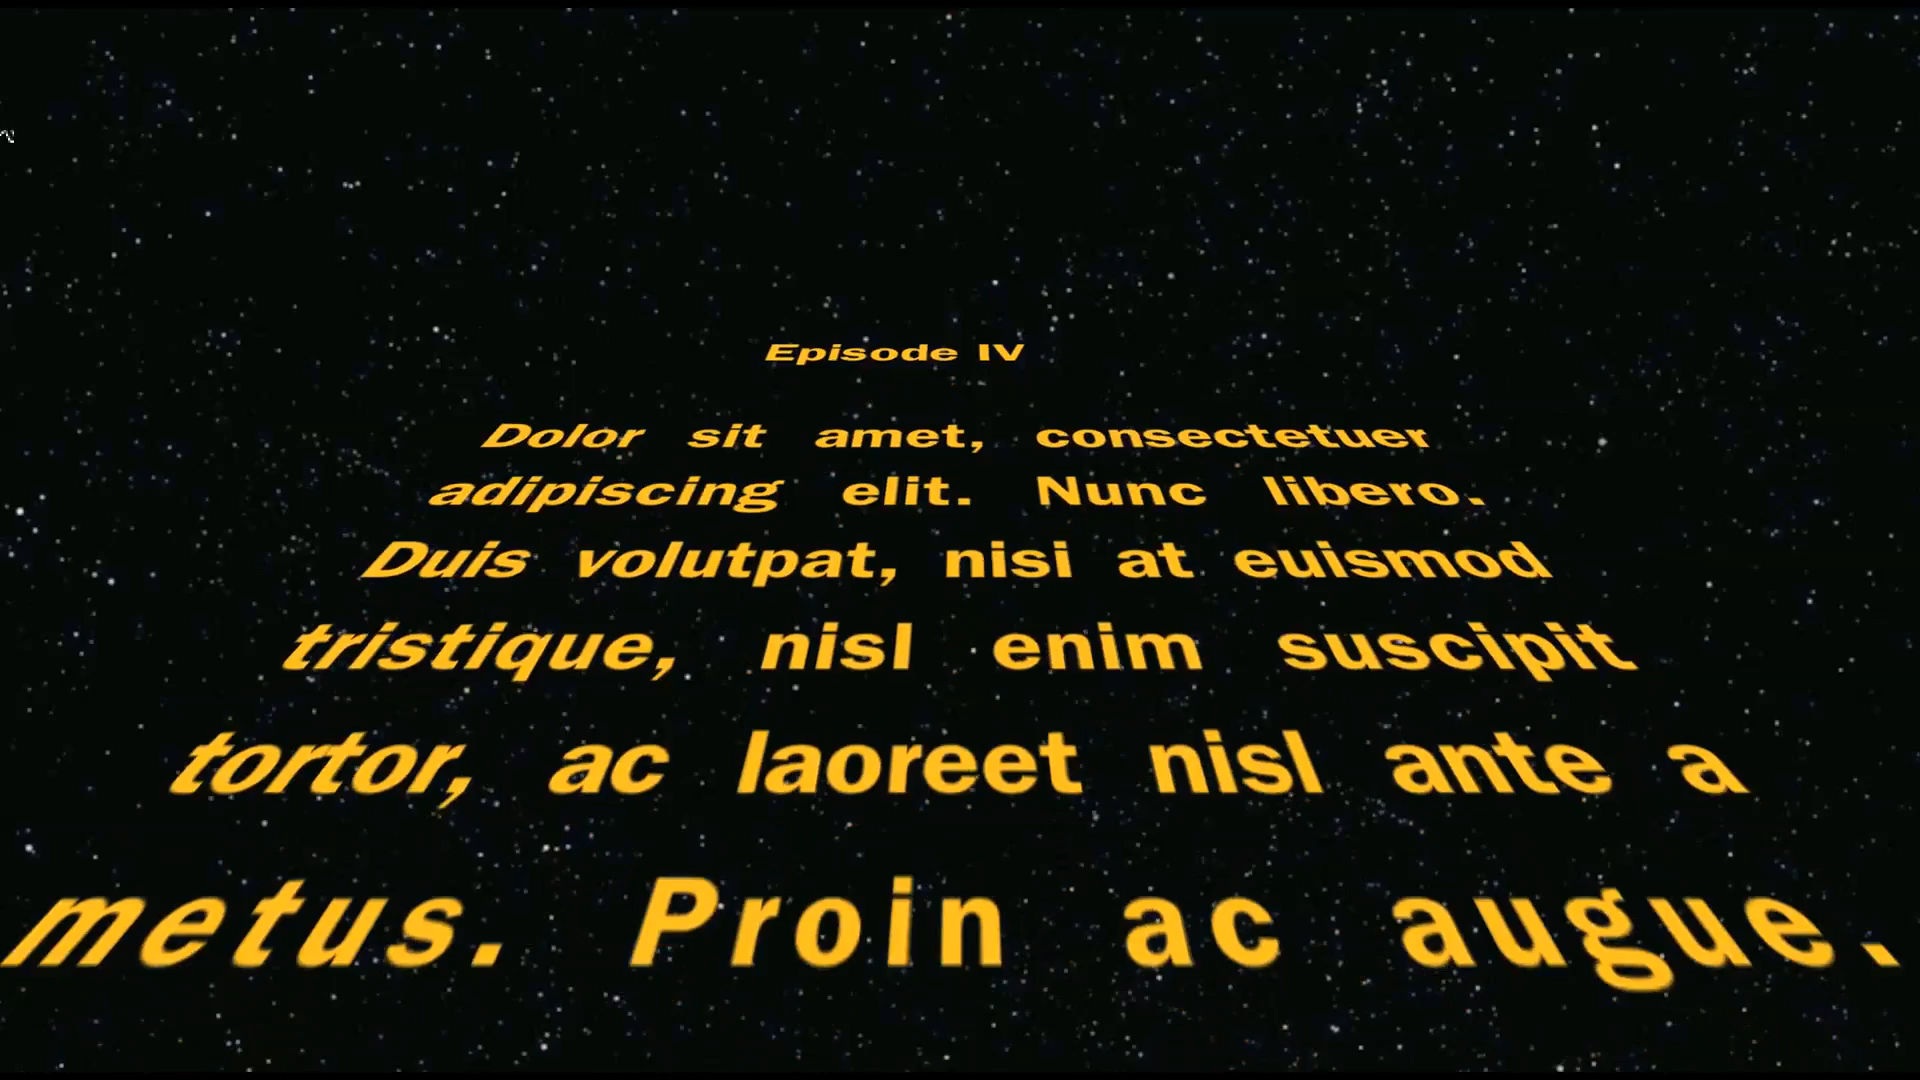 Episode IV
Dolor sit amet, consectetuer
adipiscing elit. Nunc libero.
Duis volutpat, nisi at euismod
tristique, nisl enim suscipit
tortor, ac laoreet nisl ante a
metus. Proin ac augue.